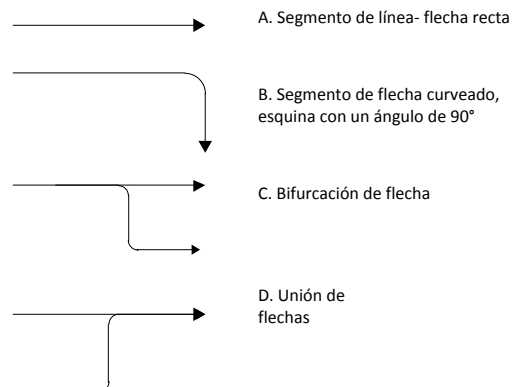 A. Segmento de línea- flecha recta
B. Segmento de flecha curveado,
esquina con un ángulo de 90°
C. Bifurcación de flecha
D. Unión de
flechas